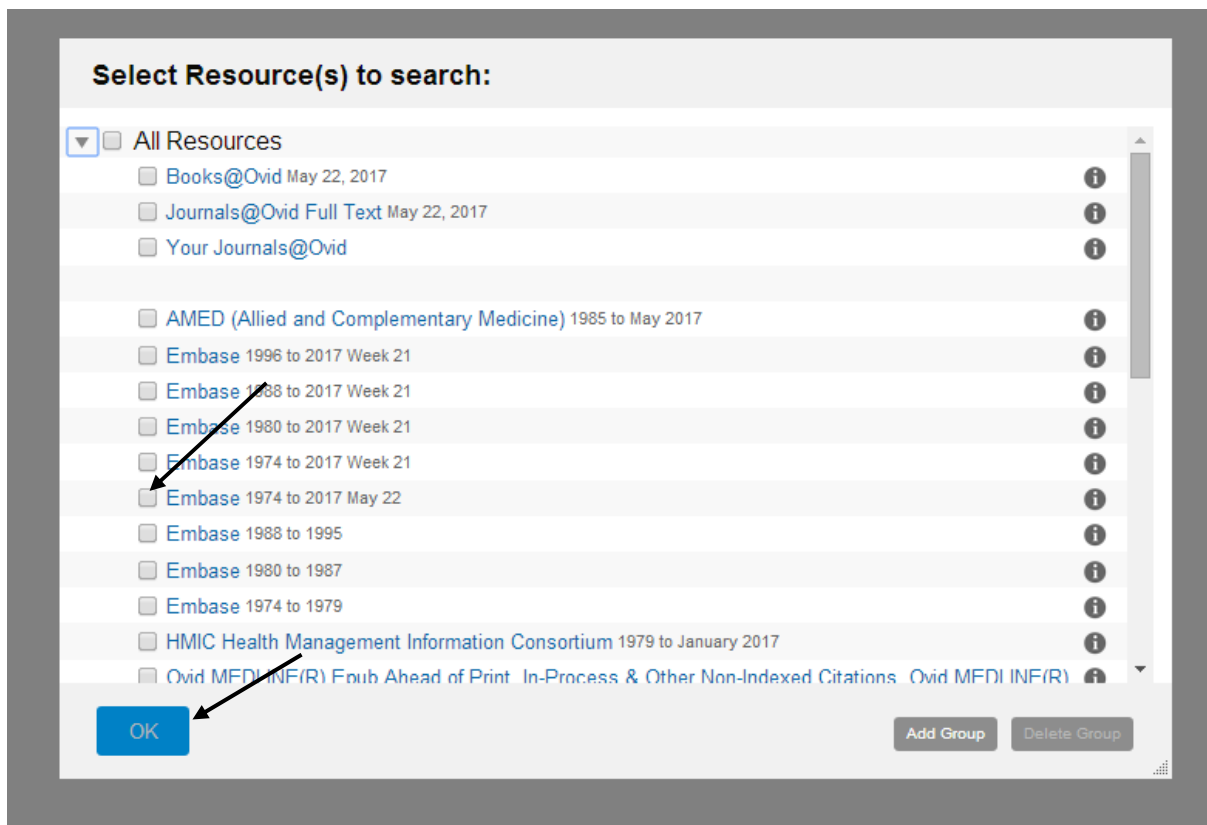 Select Resource(s) to search:
All Resources
Books@Ovid May 22, 2017
Journals@Ovid Full Text May 22, 2017
Your Journals@Ovid
AMED (Allied and Complementary Medicine) 1985 to May 2017
Embase 1996 to 2017 Week 21
Embase 1988 to 2017 Week 21
Embase 1980 to 2017 Week 21
Embase 1974 to 2017 Week 21
Embase 1974 to 2017 May 22
Embase 1988 to 1995
Embase 1980 to 1987
Embase 1974 to 1979
HMIC Health Management Information Consortium 1979 to January 2017
Ovid MEDLINE(R) Epub Ahead of Print, In-Process & Other Non-Indexed Citations, Ovid MEDLINE(R)
OK
Add Group
Delete Group